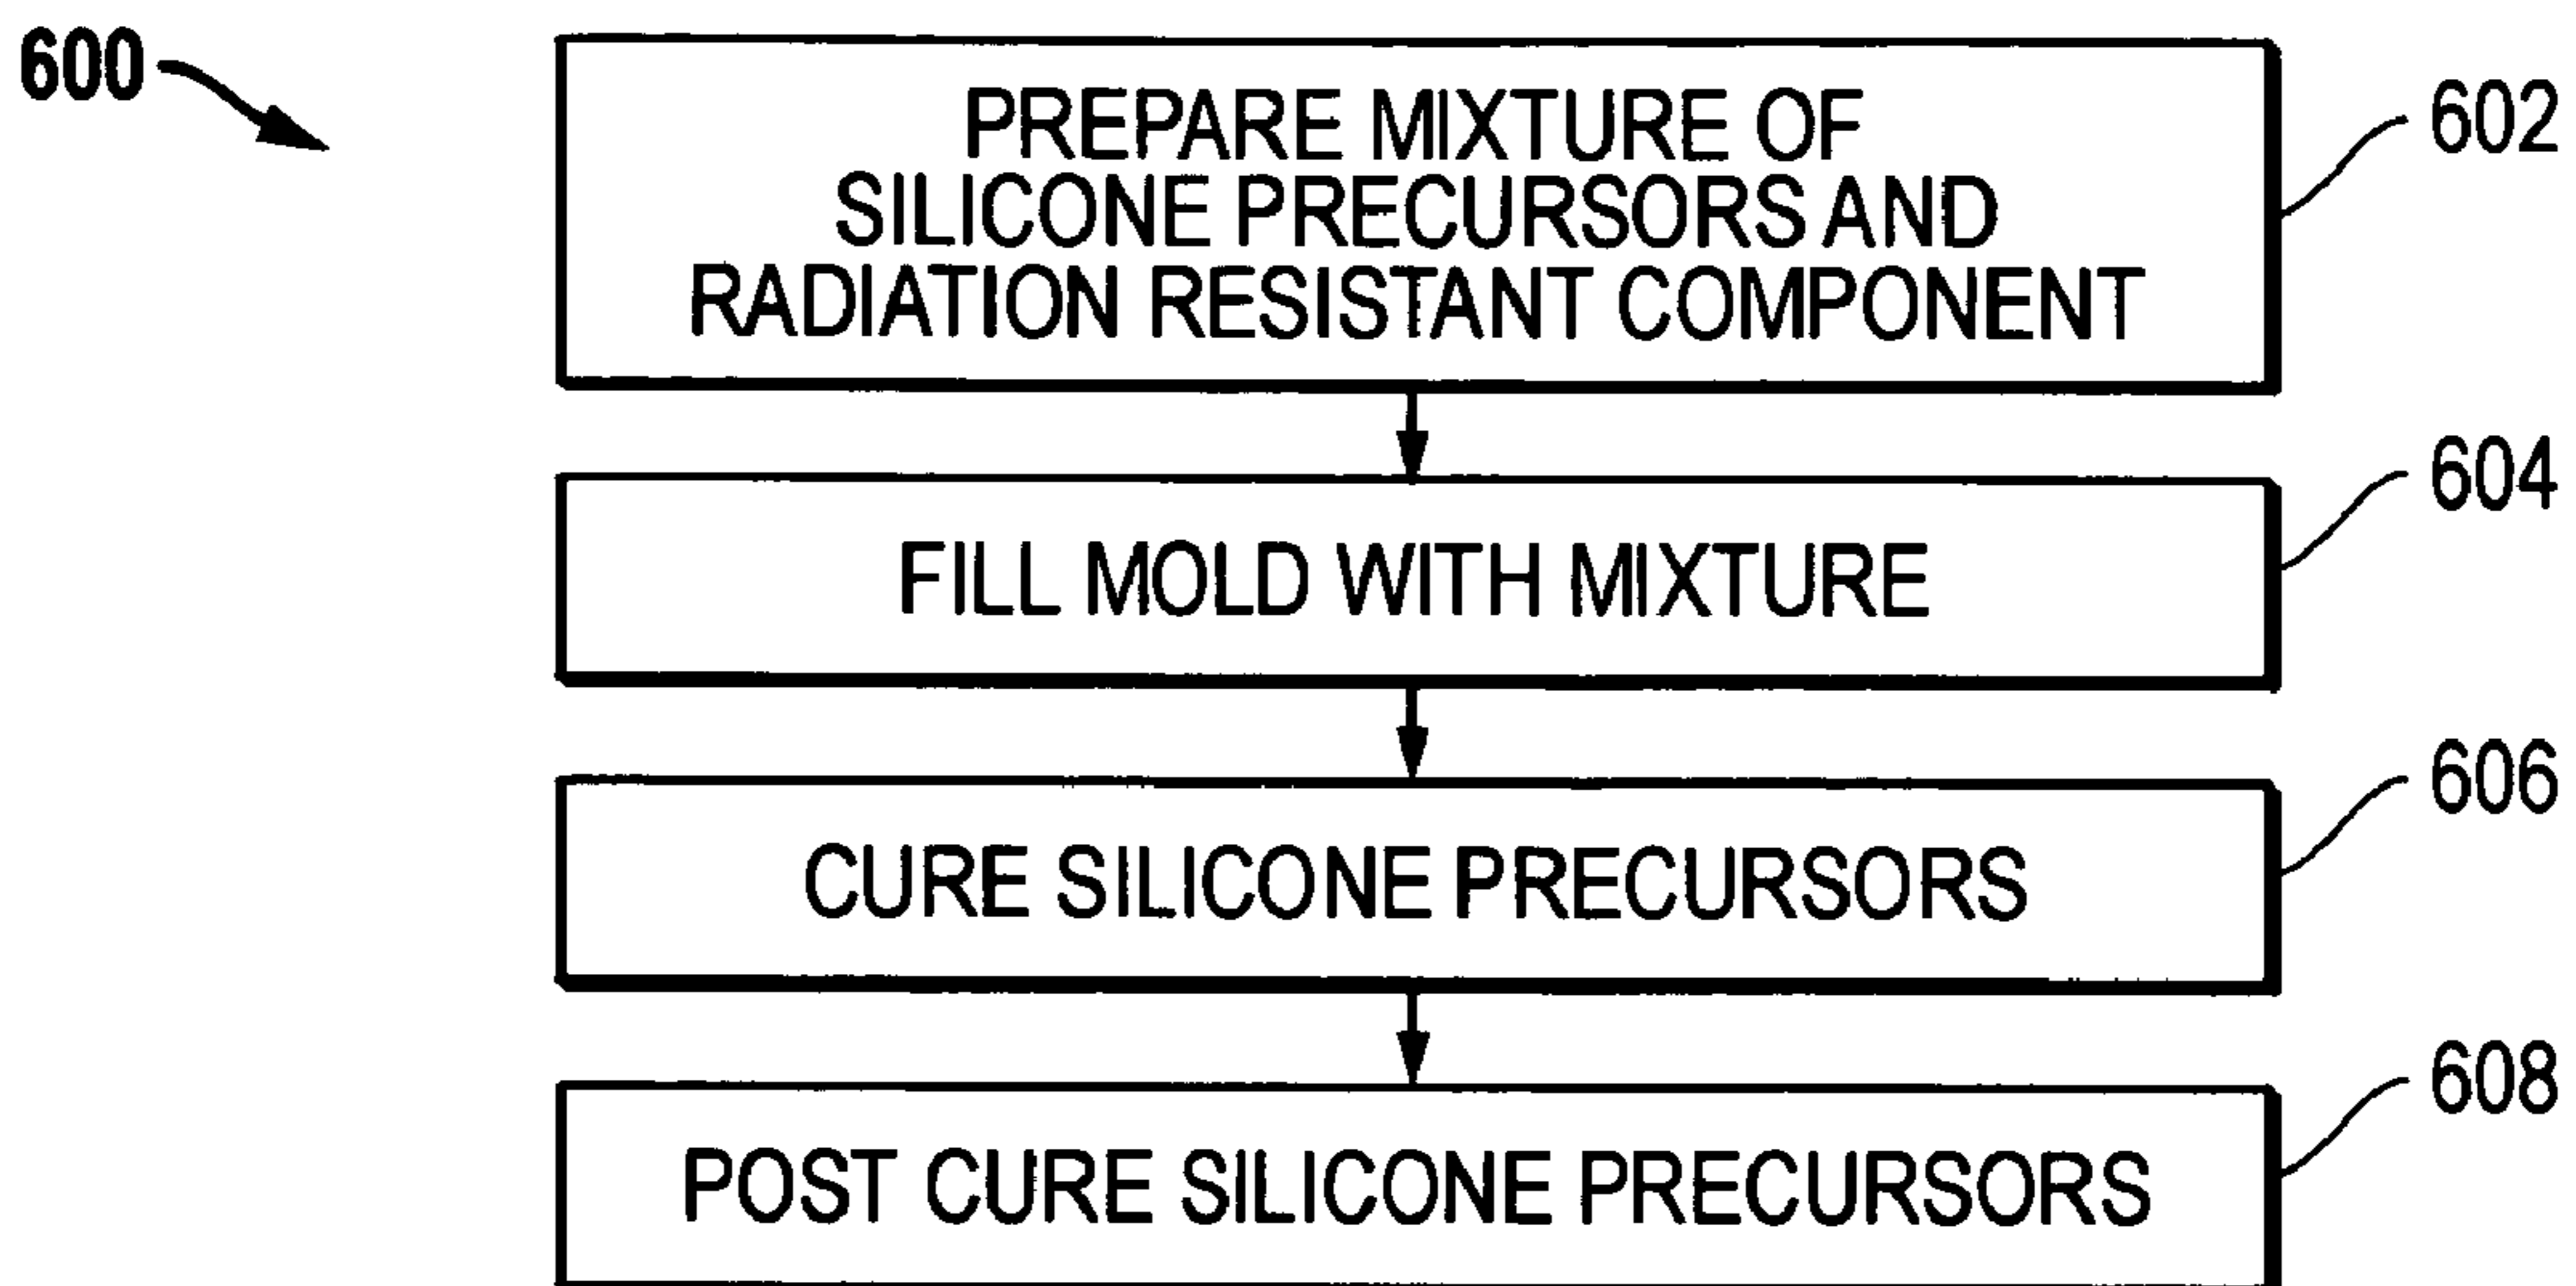 600
PREPARE MIXTURE OF
SILICONE PRECURSORS AND
RADIATION RESISTANT COMPONENT
602
FILL MOLD WITH MIXTURE
604
CURE SILICONE PRECURSORS
606
POST CURE SILICONE PRECURSORS
608